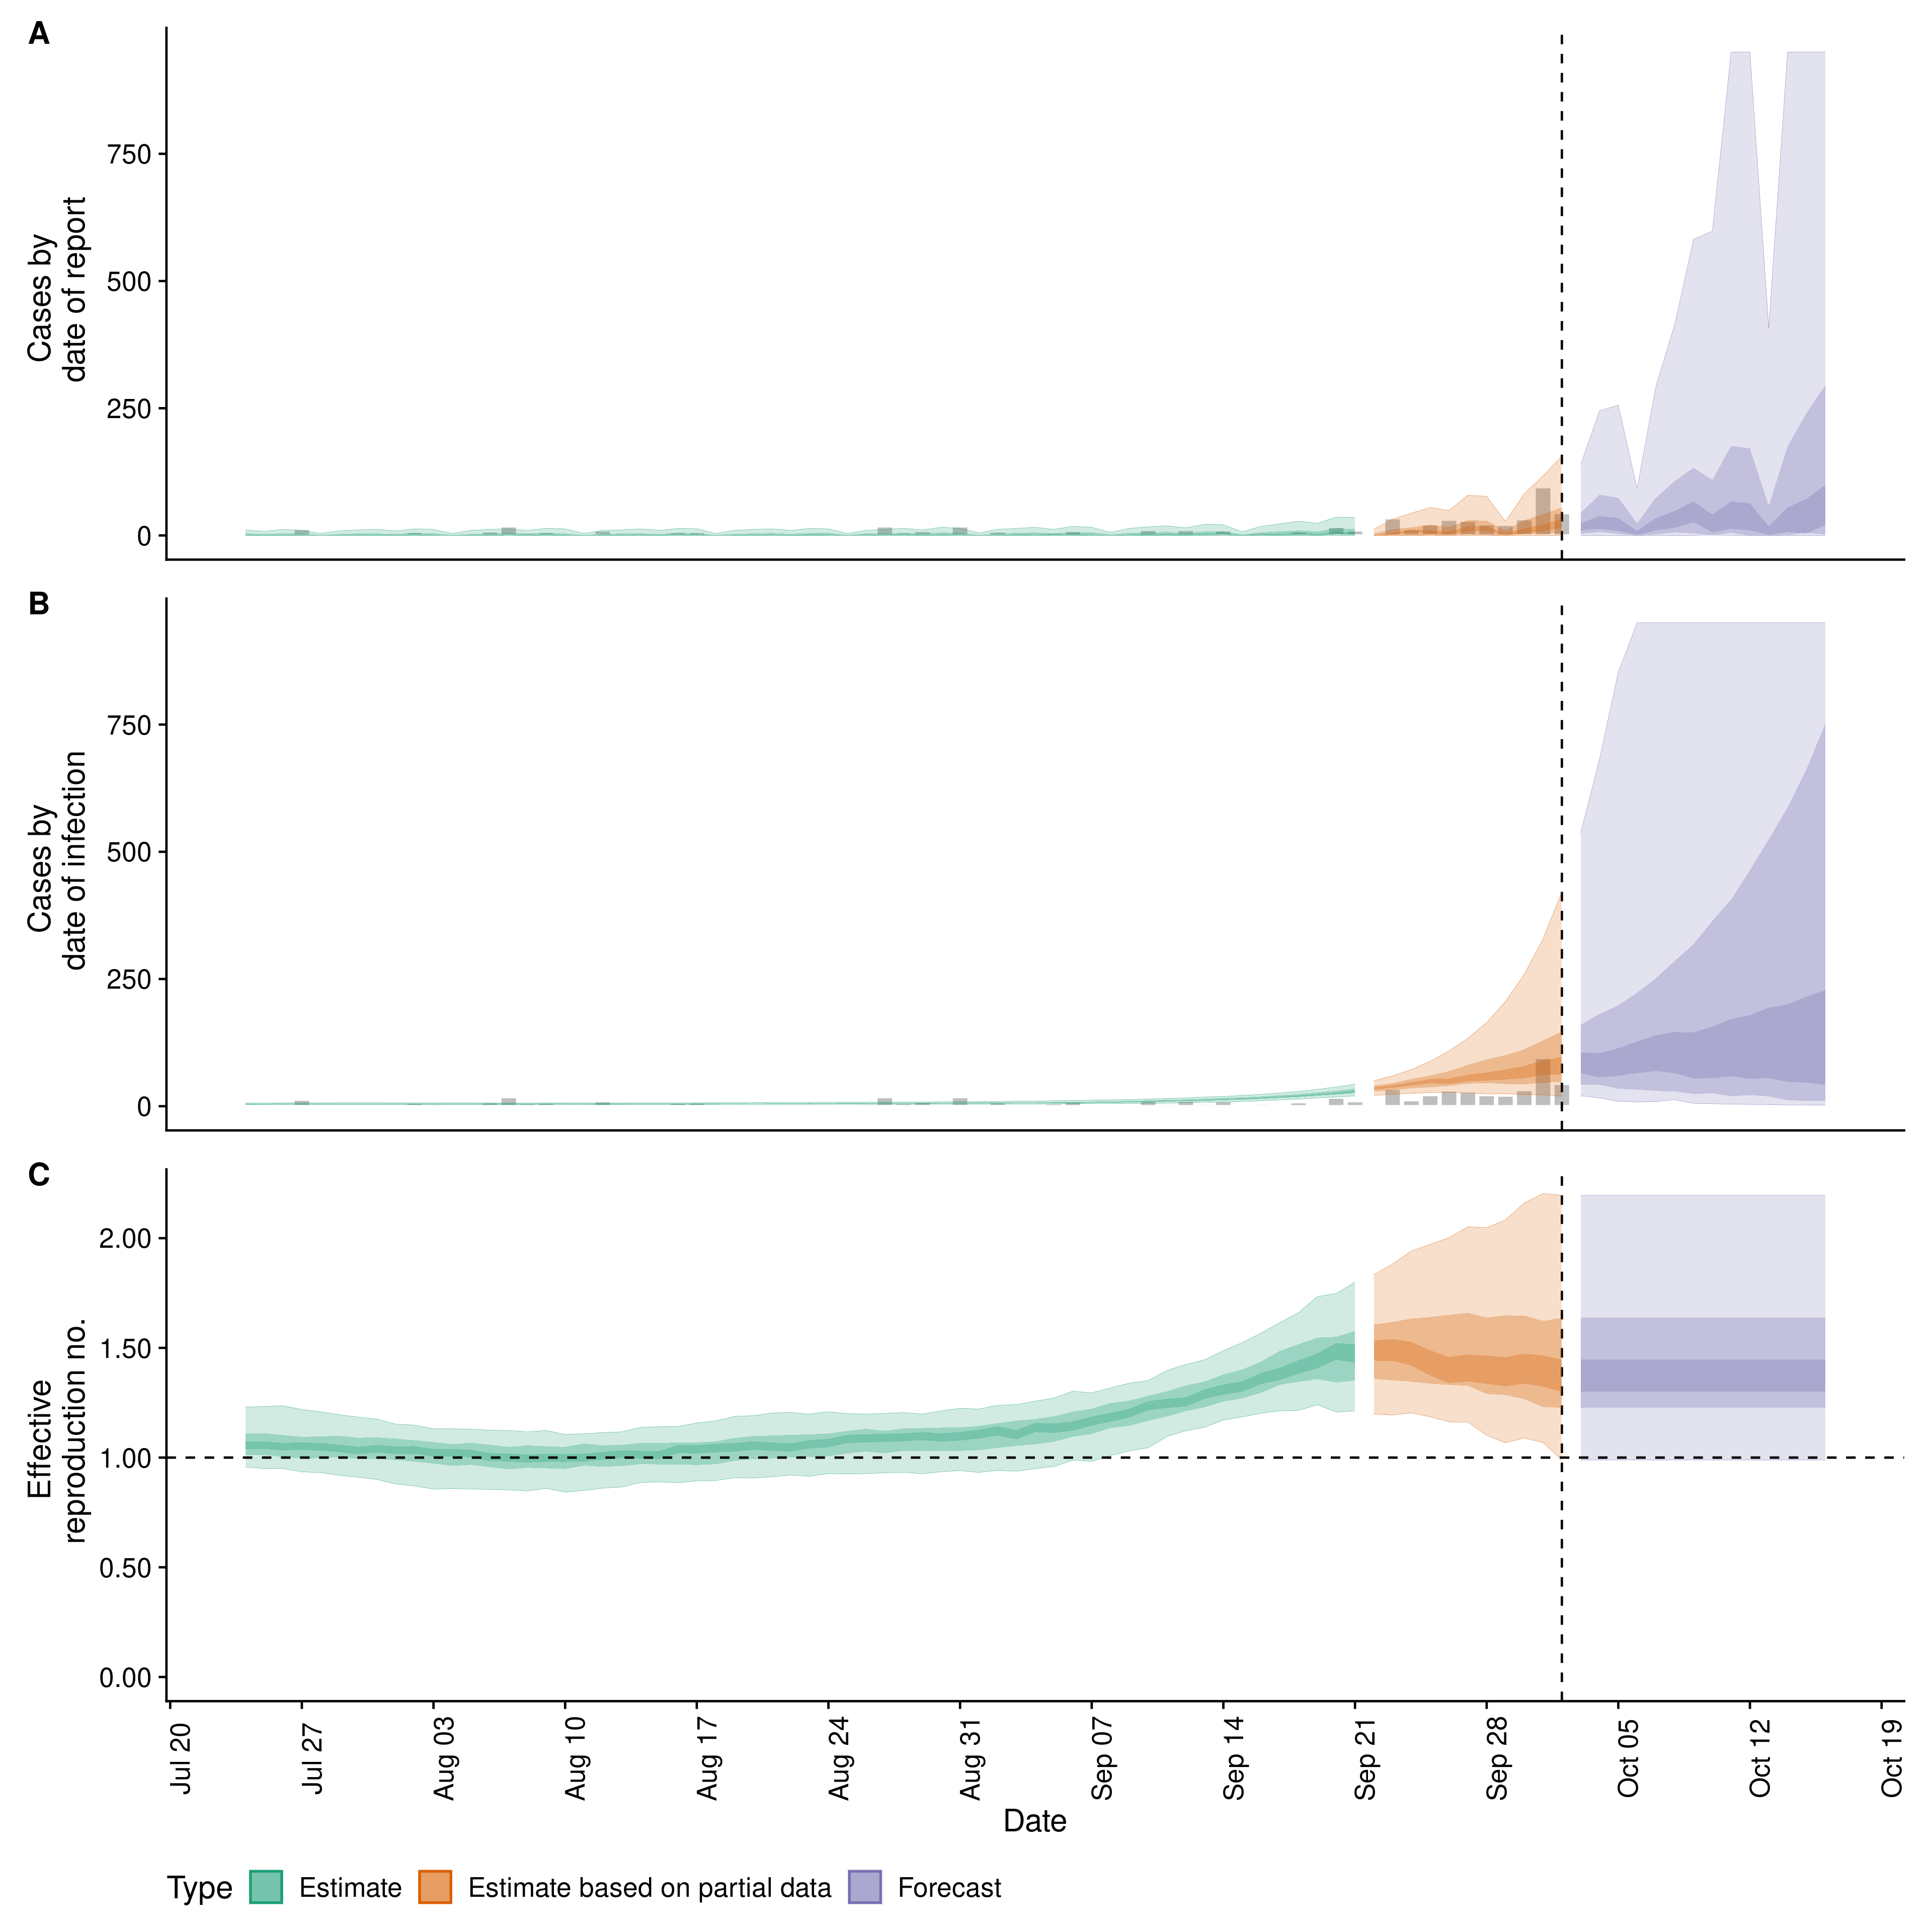 A
Cases by
date of report
750
500
250
0
B
Cases by
date of infection
750
500
250
0
C
Effective
reproduction no.
2.00
1.50
1.00
0.50
0.00
Jul 20
Jul 27
Aug 03
Aug 10
Aug 17
Aug 24
Aug 31
Sep 07
Sep 14
Sep 21
Sep 28
Oct 05
Oct 12
Oct 19
Date
Type Estimate Estimate based on partial data Forecast